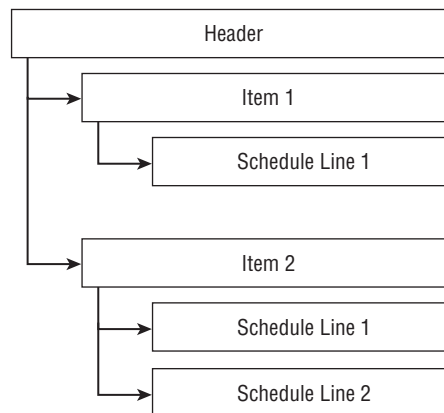 Header
Item 1
Schedule Line 1
Item 2
Schedule Line 1
Schedule Line 2